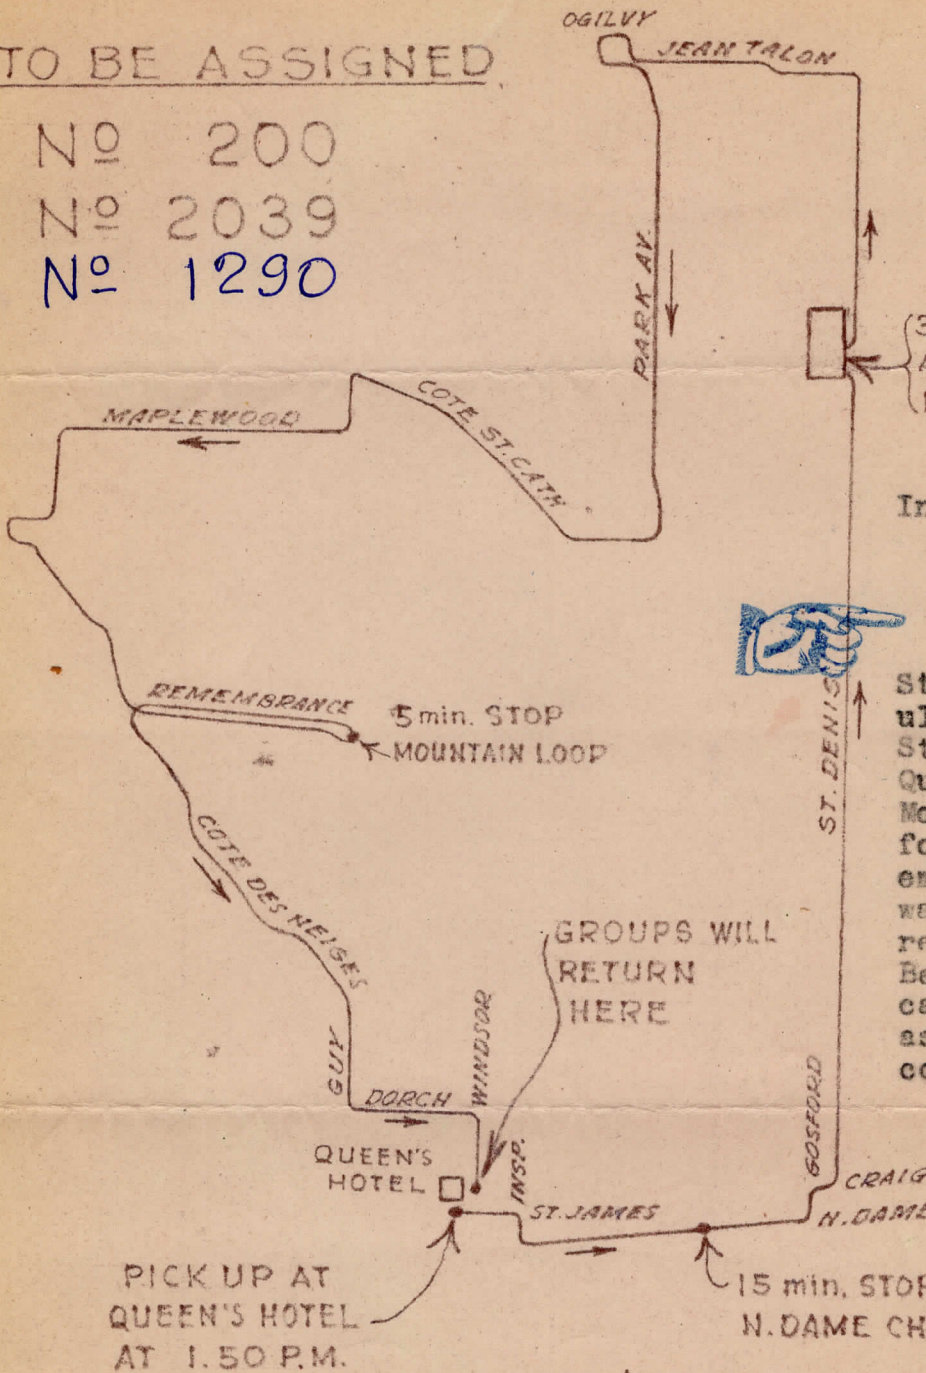 TO BE ASSIGNED
Nº 200
Nº 2039
Nº 1290
OGILVY
JEAN TALON
PARK AV.
COTE ST. CATH
MAPLEWOOD
REMEMBRANCE
5 min. STOP
MOUNTAIN LOOP
ST. DENIS
COTE DES NEIGES
GROUPS WILL
RETURN
HERE
GUY
DORCH
WINDSOR
QUEEN'S
HOTEL
INSP.
ST. JAMES
GOSFORD
CRAIG
N. DAME
PICK UP AT
QUEEN'S HOTEL
AT 1.50 P.M.
15 min. STOP
N. DAME CH